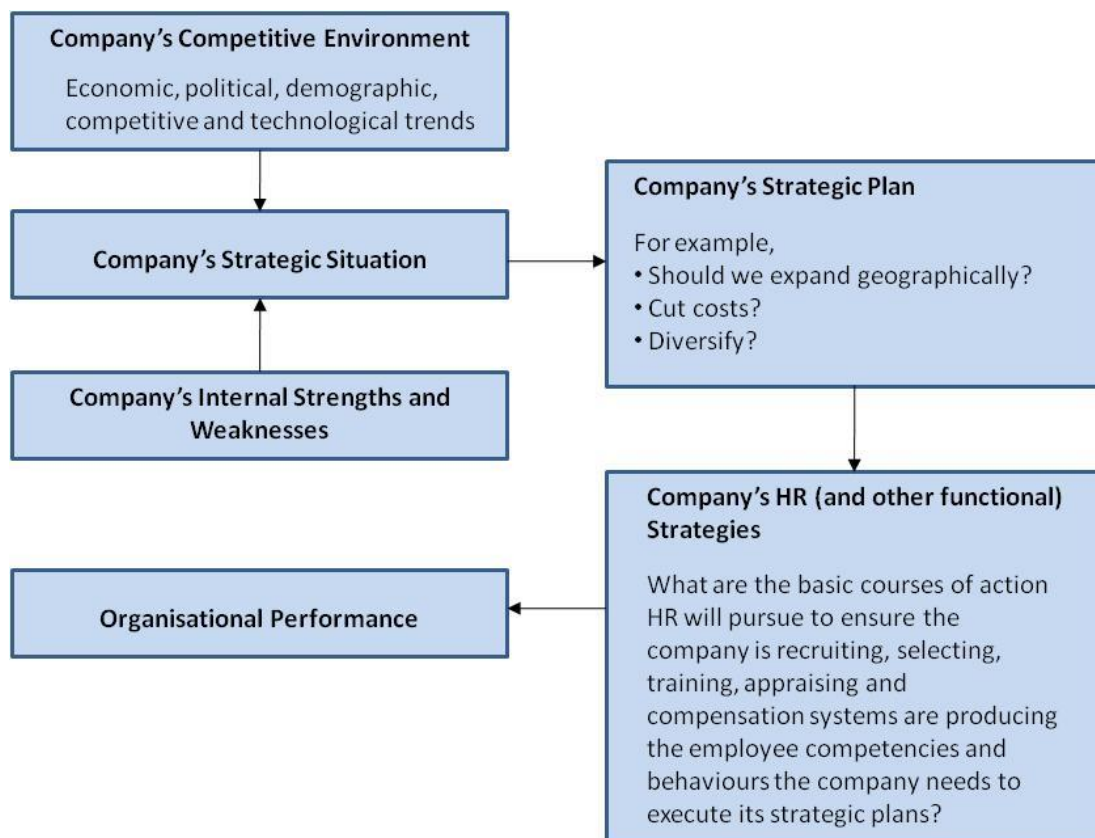 Company’s Competitive Environment
Economic, political, demographic,
competitive and technological trends
Company’s Strategic Situation
Company’s Internal Strengths and
Weaknesses
Company’s Strategic Plan
For example,
• Should we expand geographically?
• Cut costs?
• Diversify?
Company’s HR (and other functional)
Strategies
What are the basic courses of action
HR will pursue to ensure the
company is recruiting, selecting,
training, appraising and
compensation systems are producing
the employee competencies and
behaviours the company needs to
execute its strategic plans?
Organisational Performance